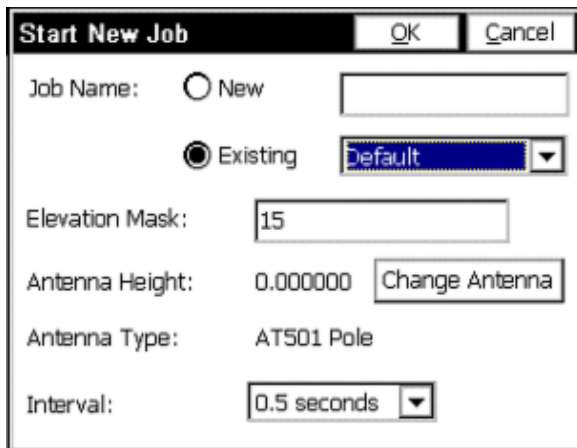 Start New Job OK Cancel
Job Name: New
Existing Default
Elevation Mask: 15
Antenna Height: 0.000000 Change Antenna
Antenna Type: AT501 Pole
Interval: 0.5 seconds